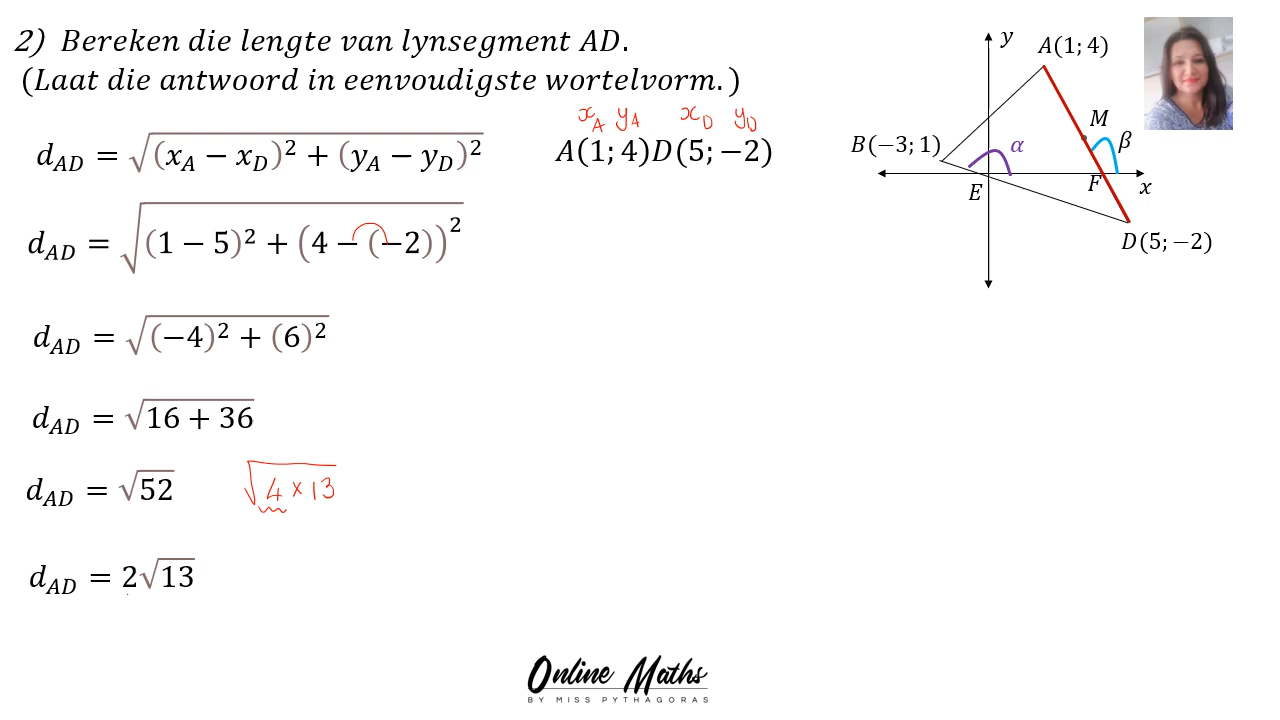 2) Bereken die lengte van lynsegment AD.
(Laat die antwoord in eenvoudigste wortelvorm.)
x_A y_A x_D y_D
d_AD = √((x_A − x_D)² + (y_A − y_D)²)
A(1; 4)D(5; −2)
d_AD = √((1 − 5)² + (4 − (−2))²)
d_AD = √((−4)² + (6)²)
d_AD = √(16 + 36)
d_AD = √52
√(4 × 13)
d_AD = 2√13
y
A(1; 4)
M
B(−3; 1)
α
β
E
F
x
D(5; −2)
Online Maths
BY MISS PYTHAGORAS